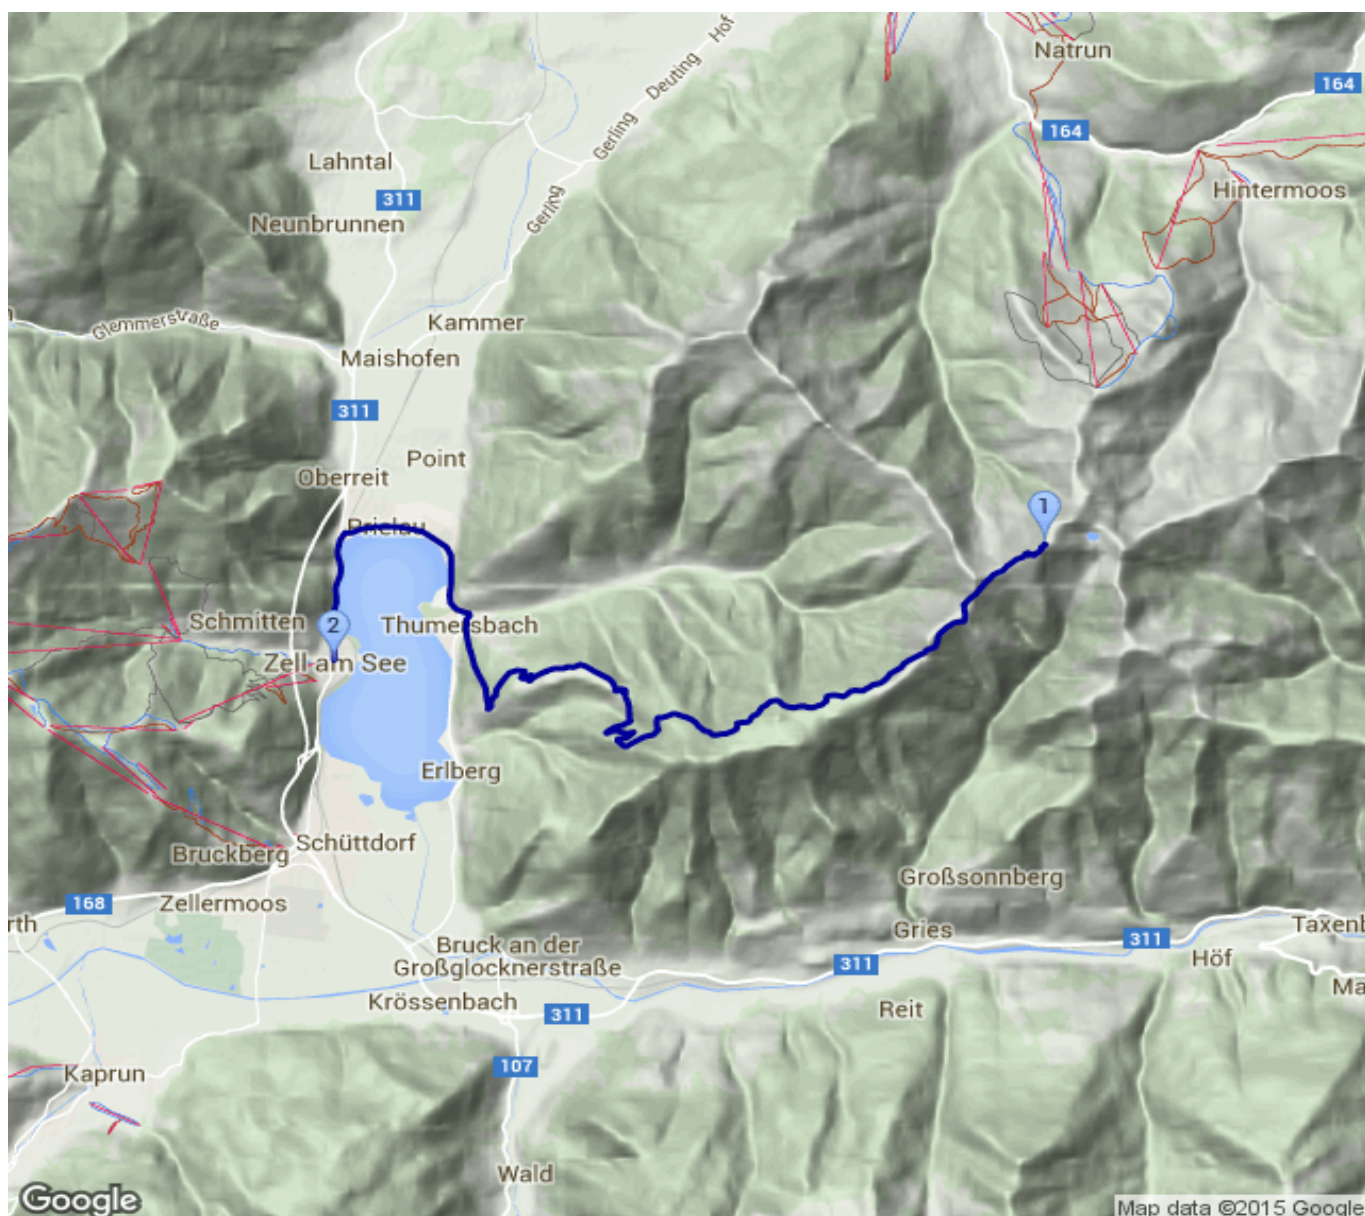 Natrun
164
164
Hof
Deuting
Gerling
Lahntal
311
Hintermoos
Neunbrunnen
Gerling
Glemmerstraße
Kammer
Maishofen
311
Point
Oberreit
1
Prielau
Schmitten
2
Thumersbach
Zell am See
Erlberg
Schüttdorf
Bruckberg
Großsonnberg
168
Zellermoos
rth
Gries
311
Taxenb
Bruck an der
Großglocknerstraße
311
Höf
Krössenbach
311
Reit
Ma
107
Kaprun
Wald
Google
Map data ©2015 Google